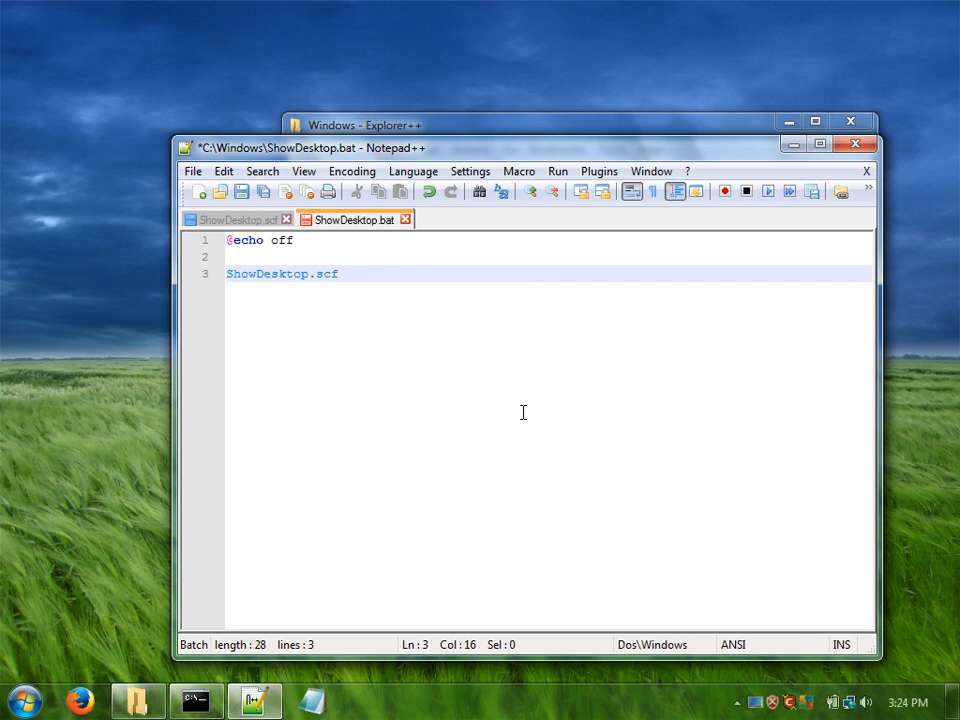 Windows - Explorer++
*C:\Windows\ShowDesktop.bat - Notepad++
File Edit Search View Encoding Language Settings Macro Run Plugins Window ? X
ShowDesktop.scf ShowDesktop.bat
1 @echo off
2
3 ShowDesktop.scf
Batch length : 28 lines : 3 Ln : 3 Col : 16 Sel : 0 Dos\Windows ANSI INS
3:24 PM